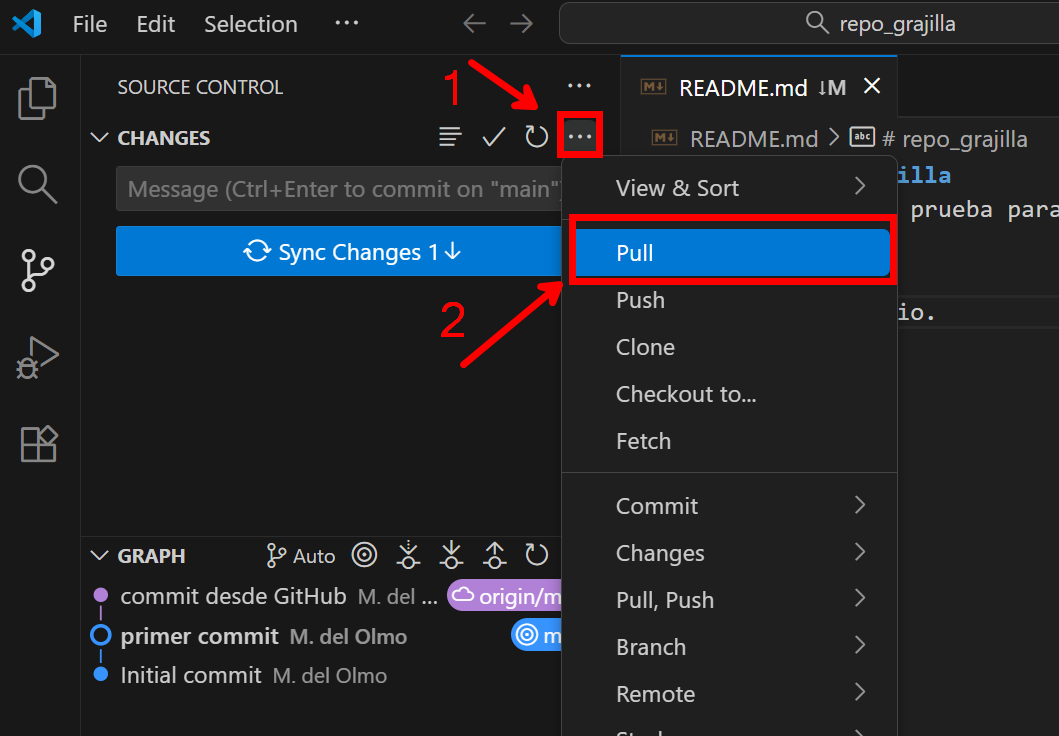 File Edit Selection ··· repo_grajilla
SOURCE CONTROL ···
1
README.md ↓M
CHANGES ···
README.md > abc # repo_grajilla
Message (Ctrl+Enter to commit on "main")
Sync Changes 1↓
2
View & Sort
Pull
Push
Clone
Checkout to...
Fetch
Commit
Changes
Pull, Push
Branch
Remote
illa
prueba para
io.
GRAPH Auto
commit desde GitHub M. del ... origin/m
primer commit M. del Olmo m
Initial commit M. del Olmo